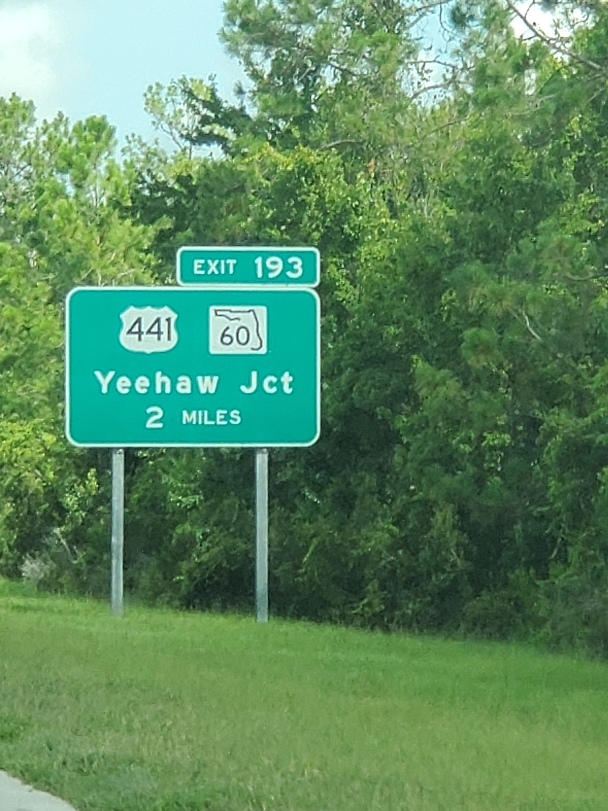 EXIT 193
441 60
Yeehaw Jct
2 MILES